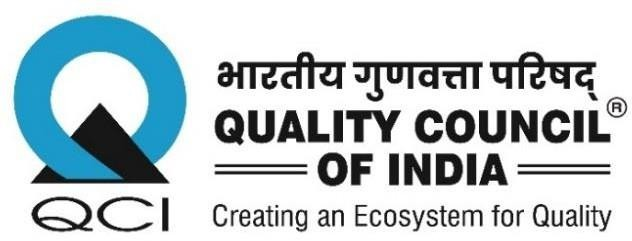 भारतीय गुणवत्ता परिषद्
QUALITY COUNCIL®
OF INDIA
QCI
Creating an Ecosystem for Quality